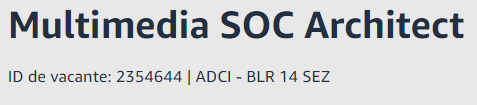 Multimedia SOC Architect
ID de vacante: 2354644 | ADCI - BLR 14 SEZ